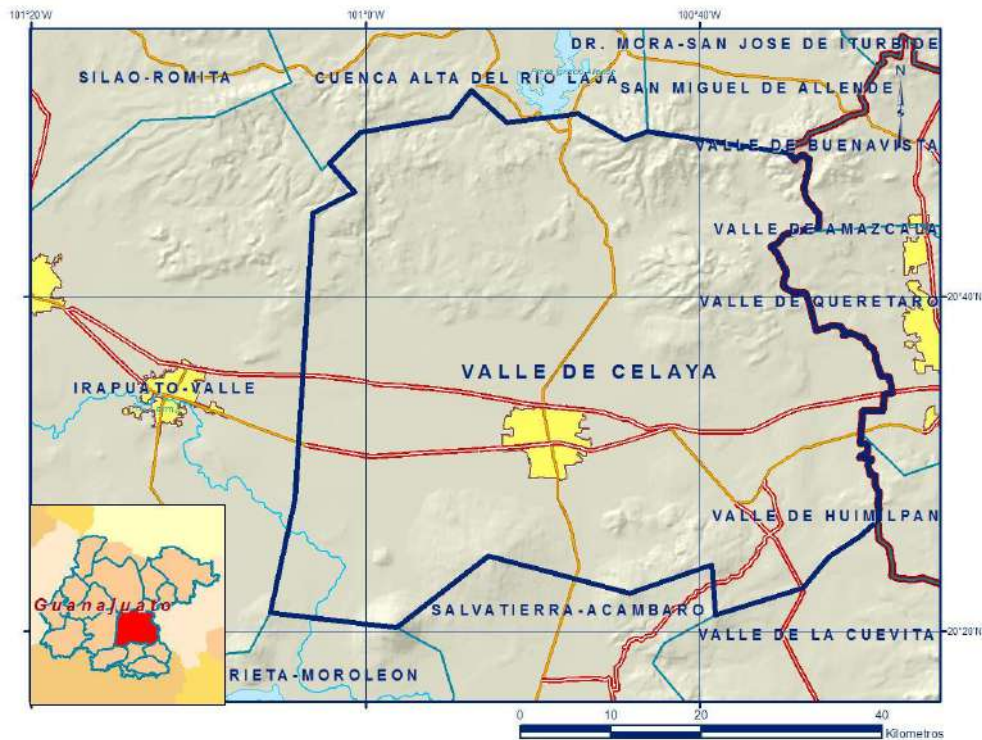 101°20'W 101°0'W 100°40'W
DR. MORA-SAN JOSE DE ITURBIDE
SILAO-ROMITA
CUENCA ALTA DEL RIO LAJA
N
SAN MIGUEL DE ALLENDE
S
VALLE DE BUENAVISTA
VALLE DE AMAZCALA
20°40'N
VALLE DE QUERETARO
VALLE DE CELAYA
IRAPUATO-VALLE
VALLE DE HUIMILPAN
Guanajuato
SALVATIERRA-ACAMBARO
20°20'N
VALLE DE LA CUEVITA
RIETA-MOROLEON
0 10 20 40
Kilometros